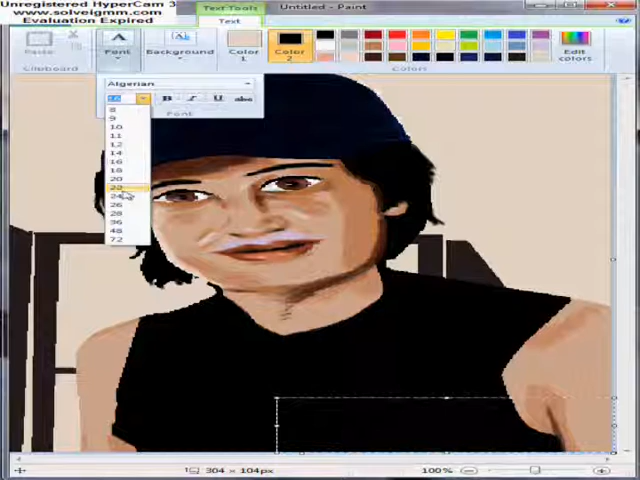 Unregistered HyperCam 3
www.solveigmm.com
Evaluation Expired
Text Tools
Untitled - Paint
Text
Paste
Font
Background
Color 1
Color 2
Edit colors
Clipboard
Colors
Algerian
abc
Font
8
9
10
11
12
14
16
18
20
22
24
26
28
36
48
72
304 × 104px
100%